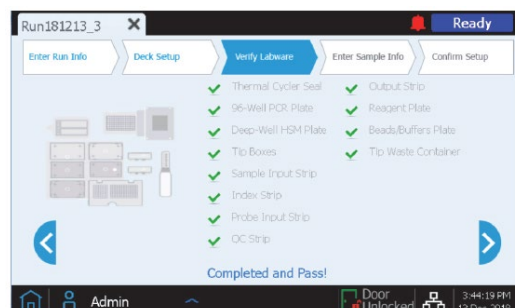 Run181213_3
Ready
Enter Run Info
Deck Setup
Verify Labware
Enter Sample Info
Confirm Setup
Thermal Cycler Seal
Output Strip
96-Well PCR Plate
Reagent Plate
Deep-Well HSM Plate
Beads/Buffers Plate
Tip Boxes
Tip Waste Container
Sample Input Strip
Index Strip
Probe Input Strip
QC Strip
Completed and Pass!
Admin
Door
Unlocked
3:44:19 PM
13 Dec 2018